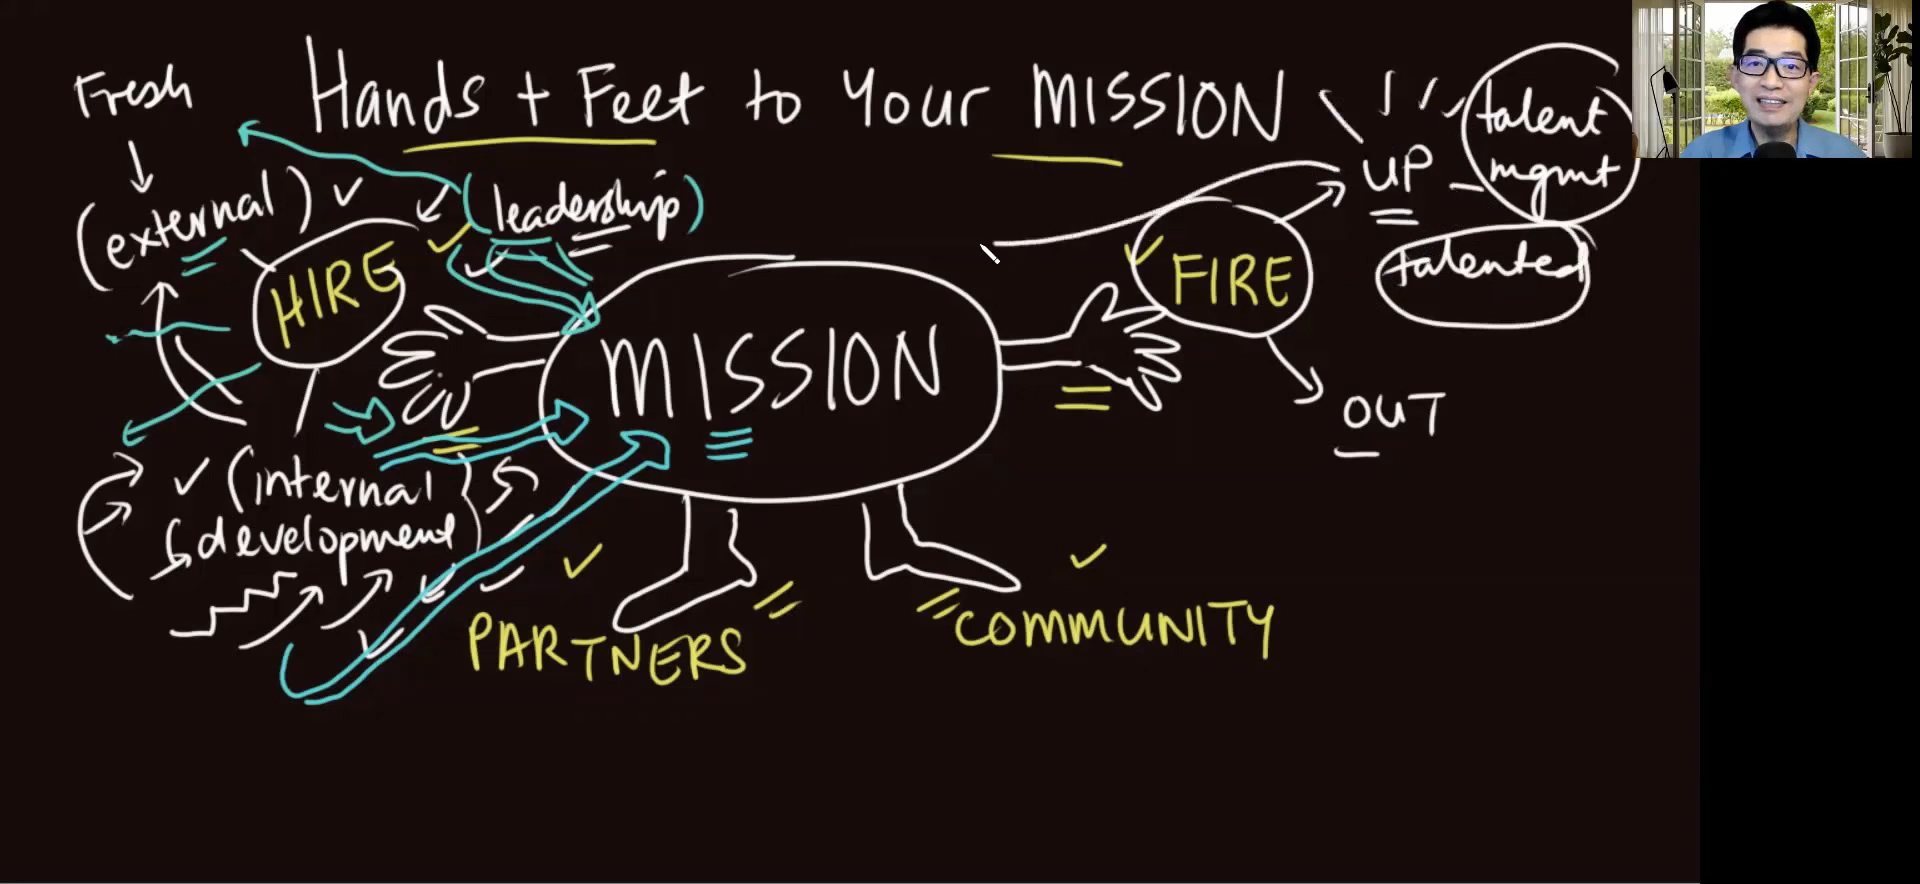 Fresh
Hands + Feet to Your MISSION
talent
mgmt
UP
(external)
(leadership)
talented
HIRE
FIRE
MISSION
OUT
(internal
development
PARTNERS
COMMUNITY